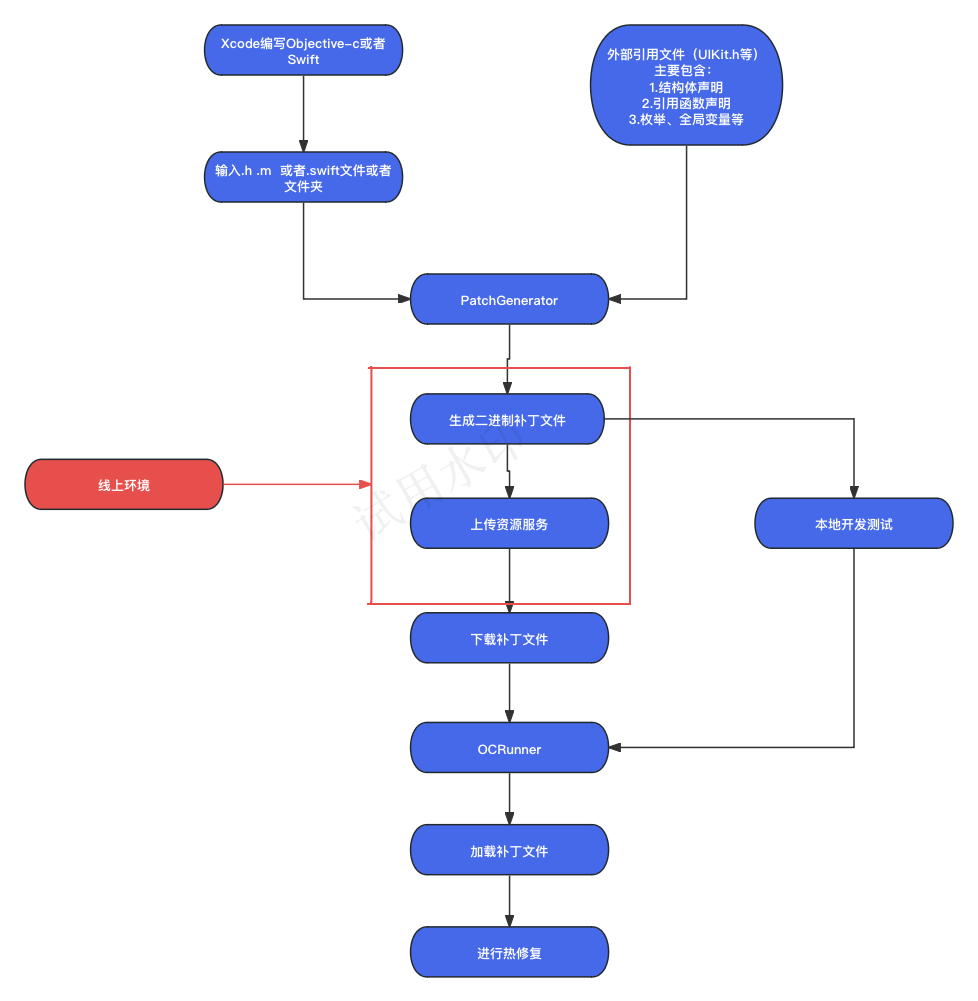 Xcode编写Objective-c或者
Swift
外部引用文件（UIKit.h等）
主要包含：
1.结构体声明
2.引用函数声明
3.枚举、全局变量等
输入.h .m  或者.swift文件或者
文件夹
PatchGenerator
生成二进制补丁文件
线上环境
试用水印
上传资源服务
本地开发测试
下载补丁文件
OCRunner
加载补丁文件
进行热修复